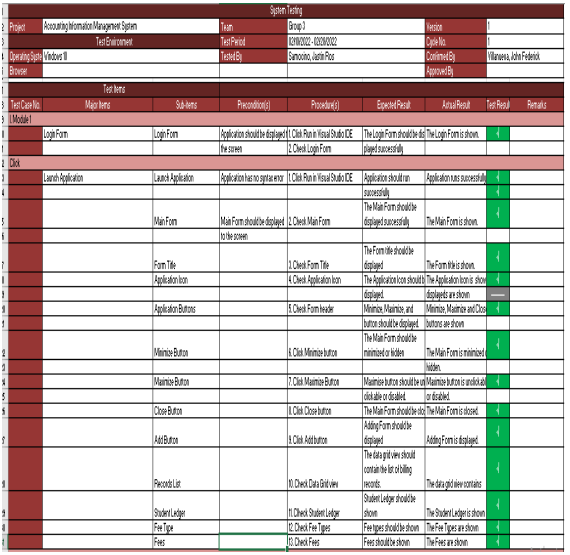 System Testing
Project Accounting Information Management System Team Group 3 Version 1
Test Environment Test Period 02/18/2022 - 02/28/2022 Cycle No. 1
Operating Syste Windows 10 Tested By Samocino, Justin Rios Confirmed By Villanueva, John Federick
Browser Approved By
Test Items
Test Case No. Major Items Sub-items Precondition(s) Procedure(s) Expected Result Actual Result Test Result Remarks
I. Module 1
Login Form Login Form Application should be displayed t 1. Click Run in Visual Studio IDE The Login Form should be dis The Login Form is shown. √
the screen 2. Check Login Form played successfully
Click
Launch Application Launch Application Application has no syntax error 1. Click Run in Visual Studio IDE Application should run Application runs successfully √
successfully √
Main Form Main Form should be displayed 2. Check Main Form The Main Form should be displayed successfully The Main Form is shown. √
to the screen
Form Title 3. Check Form Title The Form title should be displayed The Form title is shown. √
Application Icon 4. Check Application Icon The Application Icon should b The Application Icon is show √
displayed. displayeds are shown
Application Buttons 5. Check Form header Minimize, Maximize, and Minimize, Maximize and Clos √
button should be displayed. buttons are shown
Minimize Button 6. Click Minimize button The Main Form should be minimized or hidden The Main Form is minimized √
hidden.
Maximize Button 7. Click Maximize Button Maximise button should be un Maximize button is unclickabl √
clickable or disabled. or disabled.
Close Button 8. Click Close button The Main Form should be clo The Main Form is closed. √
Add Button 9. Click Add button Adding Form should be displayed Adding Form is displayed. √
Records List 10. Check Data Grid view The data grid view should contain the list of billing records. The data grid view contains √
Student Ledger 11. Check Student Ledger Student Ledger should be shown The Student Ledger is shown √
Fee Type 12. Check Fee Types Fee types should be shown The Fee Types are shown √
Fees 13. Check Fees Fees should be shown The Fees are shown √